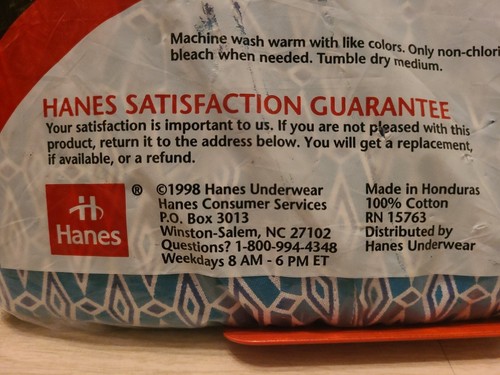 Machine wash warm with like colors. Only non-chlori
bleach when needed. Tumble dry medium.
HANES SATISFACTION GUARANTEE
Your satisfaction is important to us. If you are not pleased with this
product, return it to the address below. You will get a replacement,
if available, or a refund.
H
Hanes
®
©1998 Hanes Underwear
Hanes Consumer Services
P.O. Box 3013
Winston-Salem, NC 27102
Questions? 1-800-994-4348
Weekdays 8 AM - 6 PM ET
Made in Honduras
100% Cotton
RN 15763
Distributed by
Hanes Underwear